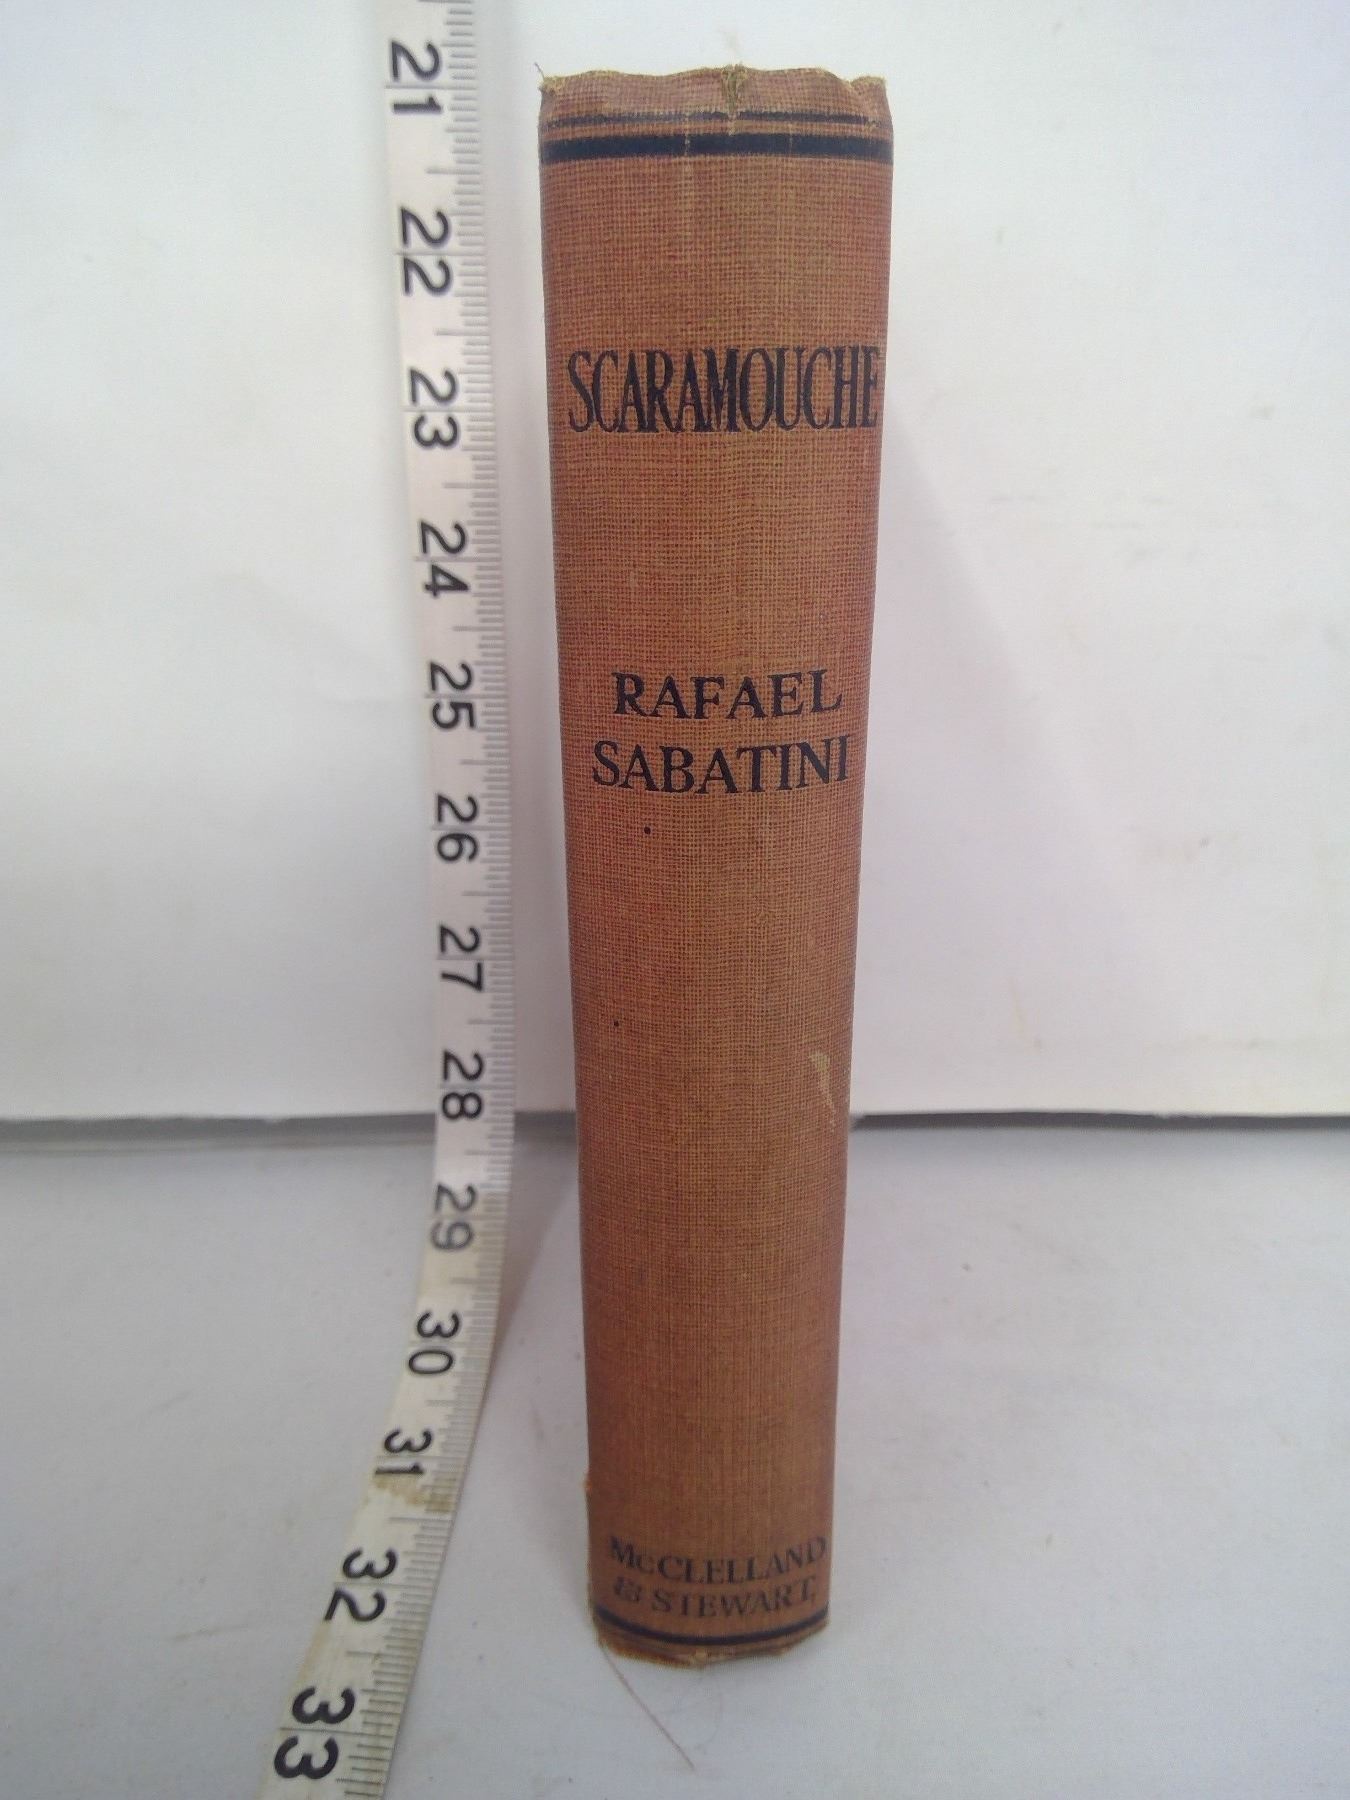 21
22
23
24
25
26
27
28
29
30
31
32
33
SCARAMOUCHE
RAFAEL
SABATINI
McCLELLAND
& STEWART,